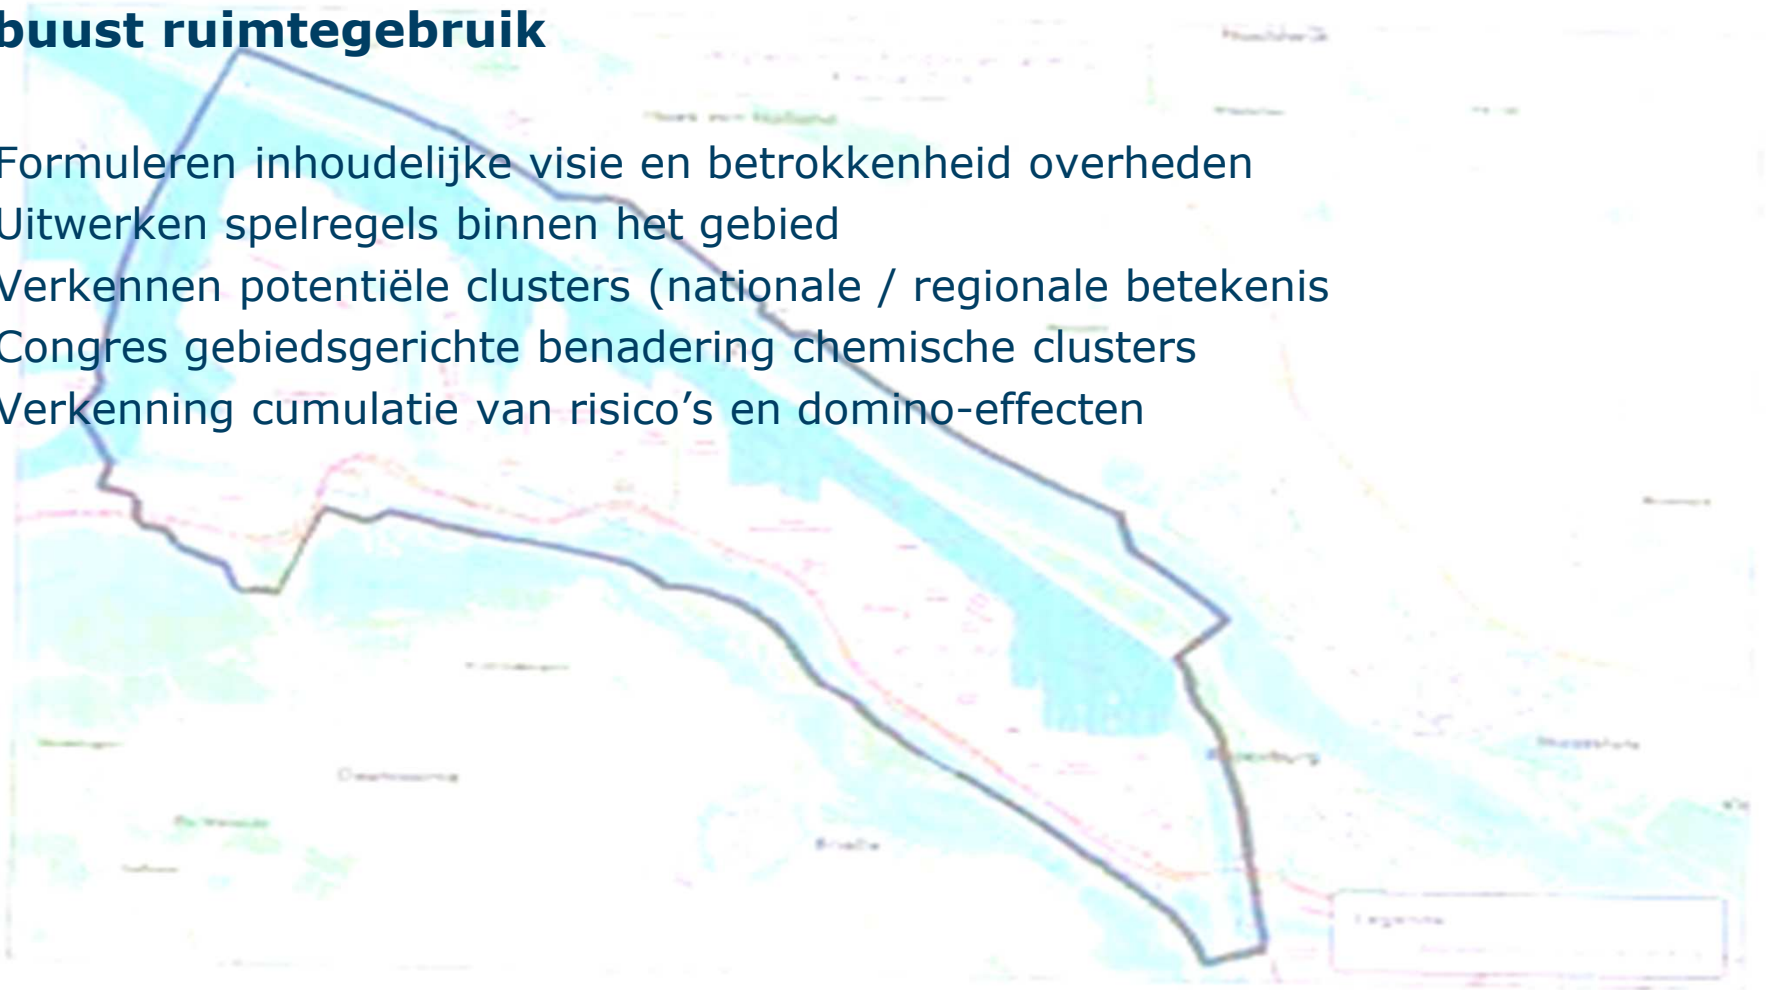 buust ruimtegebruik
Formuleren inhoudelijke visie en betrokkenheid overheden
Uitwerken spelregels binnen het gebied
Verkennen potentiële clusters (nationale / regionale betekenis
Congres gebiedsgerichte benadering chemische clusters
Verkenning cumulatie van risico’s en domino-effecten
Brielle